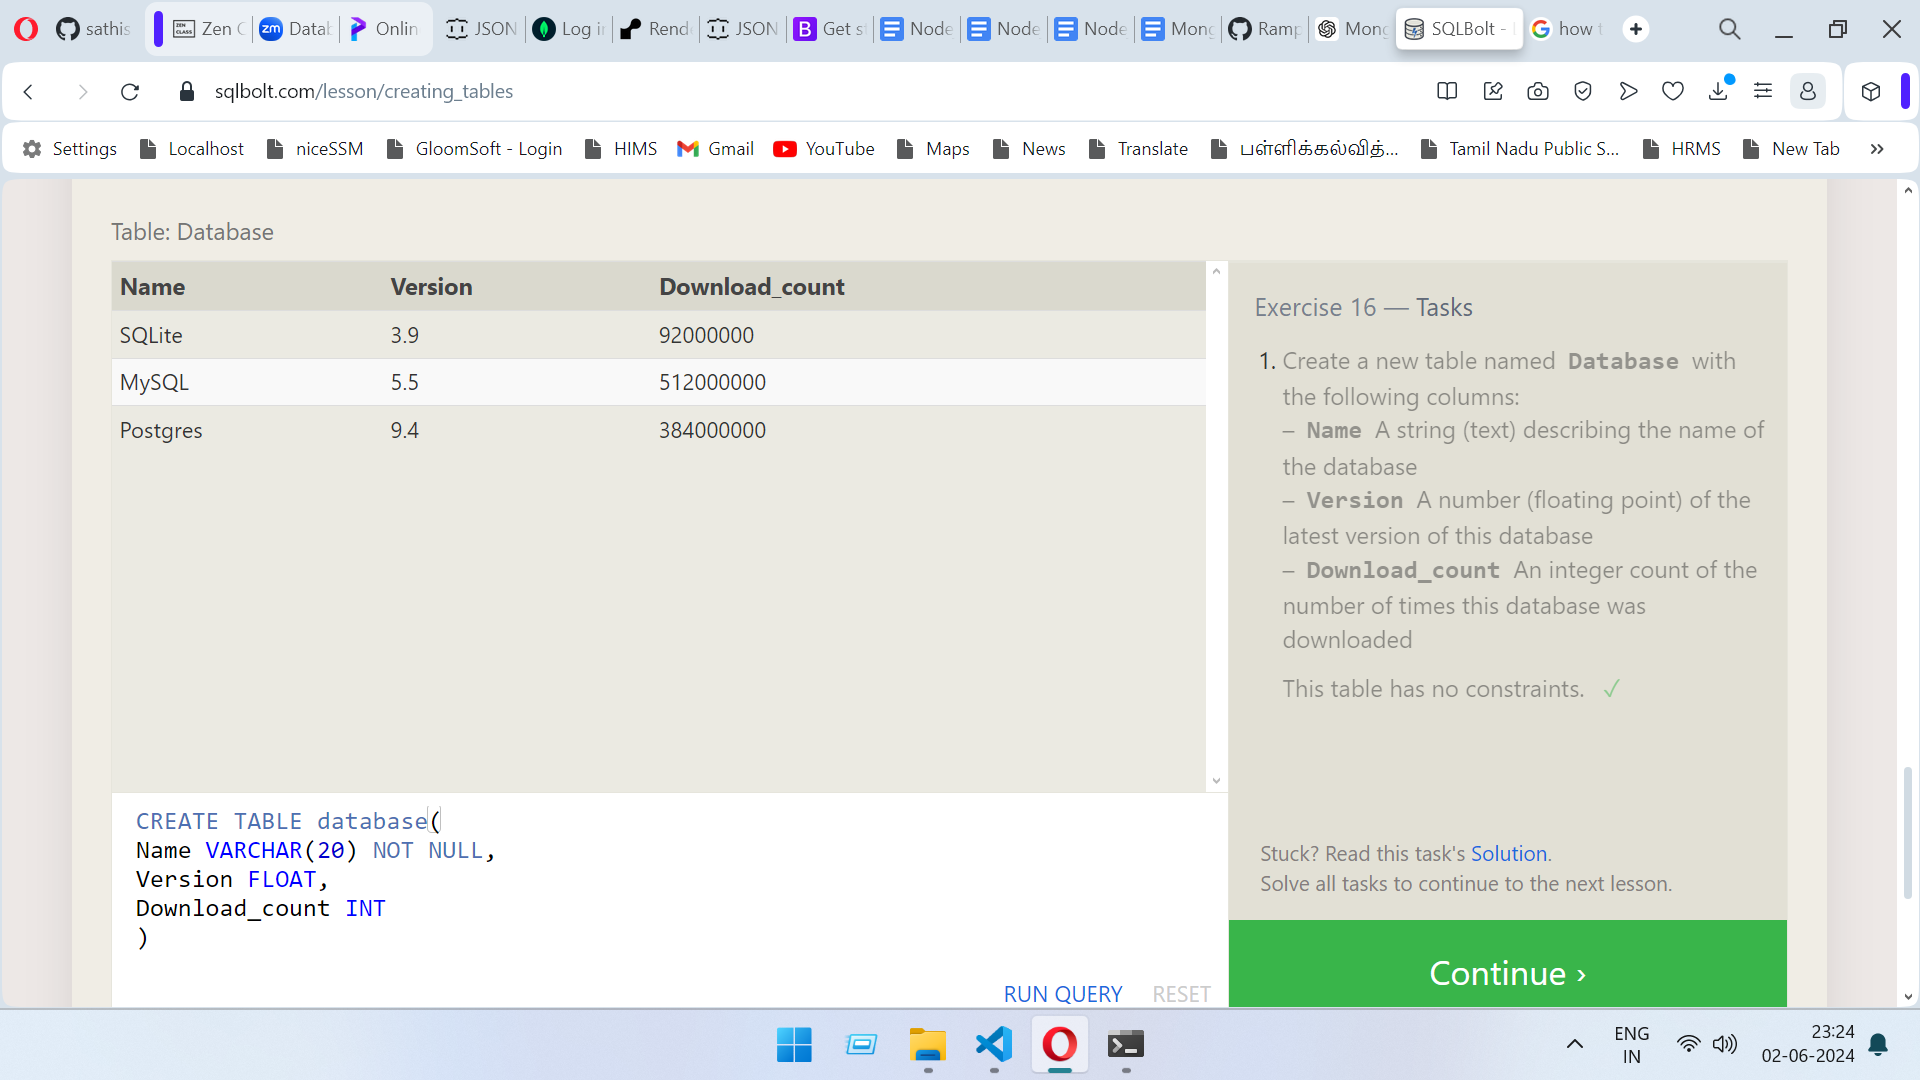 sathis
Zen C
Datab
Onlin
JSON
Log in
Rende
JSON
Get st
Node
Node
Node
Mong
Ramp
Mong
SQLBolt -
how t
sqlbolt.com/lesson/creating_tables
Settings
Localhost
niceSSM
GloomSoft - Login
HIMS
Gmail
YouTube
Maps
News
Translate
பள்ளிக்கல்வித்...
Tamil Nadu Public S...
HRMS
New Tab
Table: Database
Name Version Download_count
SQLite 3.9 92000000
MySQL 5.5 512000000
Postgres 9.4 384000000
Exercise 16 — Tasks
1. Create a new table named Database with
the following columns:
– Name A string (text) describing the name of
the database
– Version A number (floating point) of the
latest version of this database
– Download_count An integer count of the
number of times this database was
downloaded
This table has no constraints. ✓
CREATE TABLE database(
Name VARCHAR(20) NOT NULL,
Version FLOAT,
Download_count INT
)
RUN QUERY RESET
Stuck? Read this task's Solution.
Solve all tasks to continue to the next lesson.
Continue ›
ENG
IN
23:24
02-06-2024